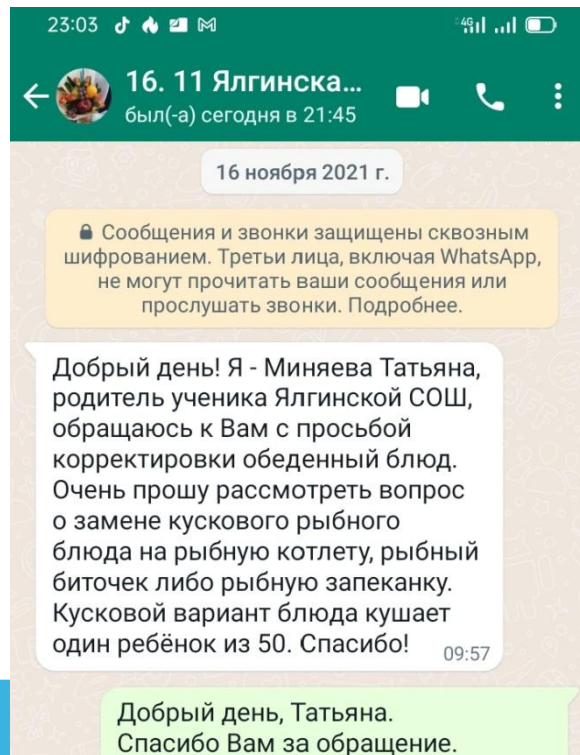 23:03
4G
16. 11 Ялгинска...
был(-а) сегодня в 21:45
16 ноября 2021 г.
Сообщения и звонки защищены сквозным
шифрованием. Третьи лица, включая WhatsApp,
не могут прочитать ваши сообщения или
прослушать звонки. Подробнее.
Добрый день! Я - Миняева Татьяна,
родитель ученика Ялгинской СОШ,
обращаюсь к Вам с просьбой
корректировки обеденный блюд.
Очень прошу рассмотреть вопрос
о замене кускового рыбного
блюда на рыбную котлету, рыбный
биточек либо рыбную запеканку.
Кусковой вариант блюда кушает
один ребёнок из 50. Спасибо!
09:57
Добрый день, Татьяна.
Спасибо Вам за обращение.